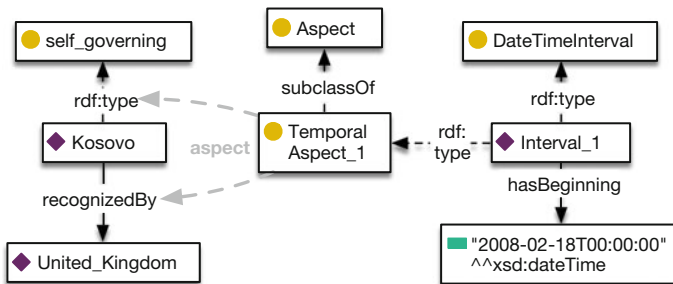 self_governing
Aspect
DateTimeInterval
subclassOf
rdf:type
rdf:type
Kosovo
aspect
Temporal
Aspect_1
rdf:
type
Interval_1
recognizedBy
hasBeginning
United_Kingdom
"2008-02-18T00:00:00"
^^xsd:dateTime